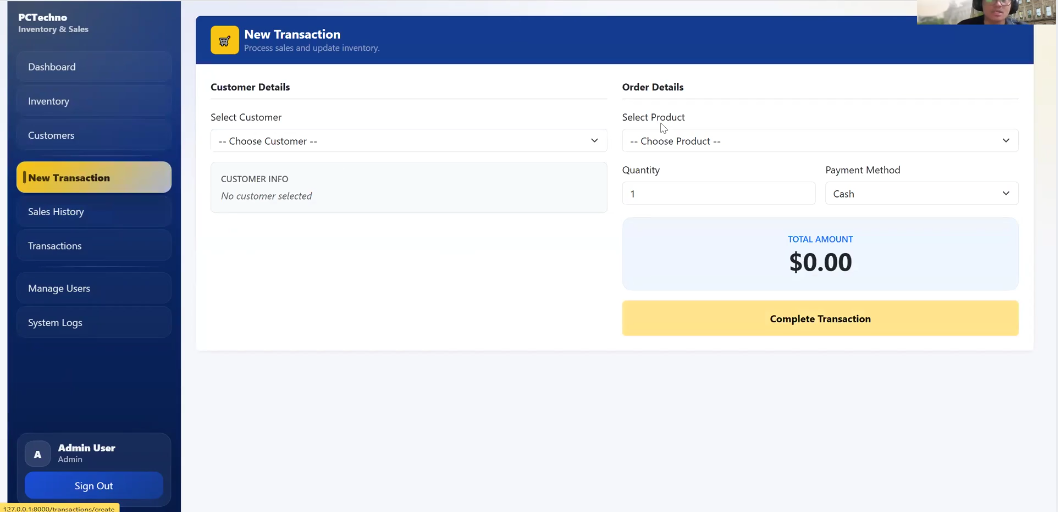 PCTechno
Inventory & Sales
Dashboard
Inventory
Customers
New Transaction
Sales History
Transactions
Manage Users
System Logs
A
Admin User
Admin
Sign Out
127.0.0.1:8000/transactions/create
New Transaction
Process sales and update inventory.
Customer Details
Select Customer
-- Choose Customer --
CUSTOMER INFO
No customer selected
Order Details
Select Product
-- Choose Product --
Quantity
Payment Method
1
Cash
TOTAL AMOUNT
$0.00
Complete Transaction